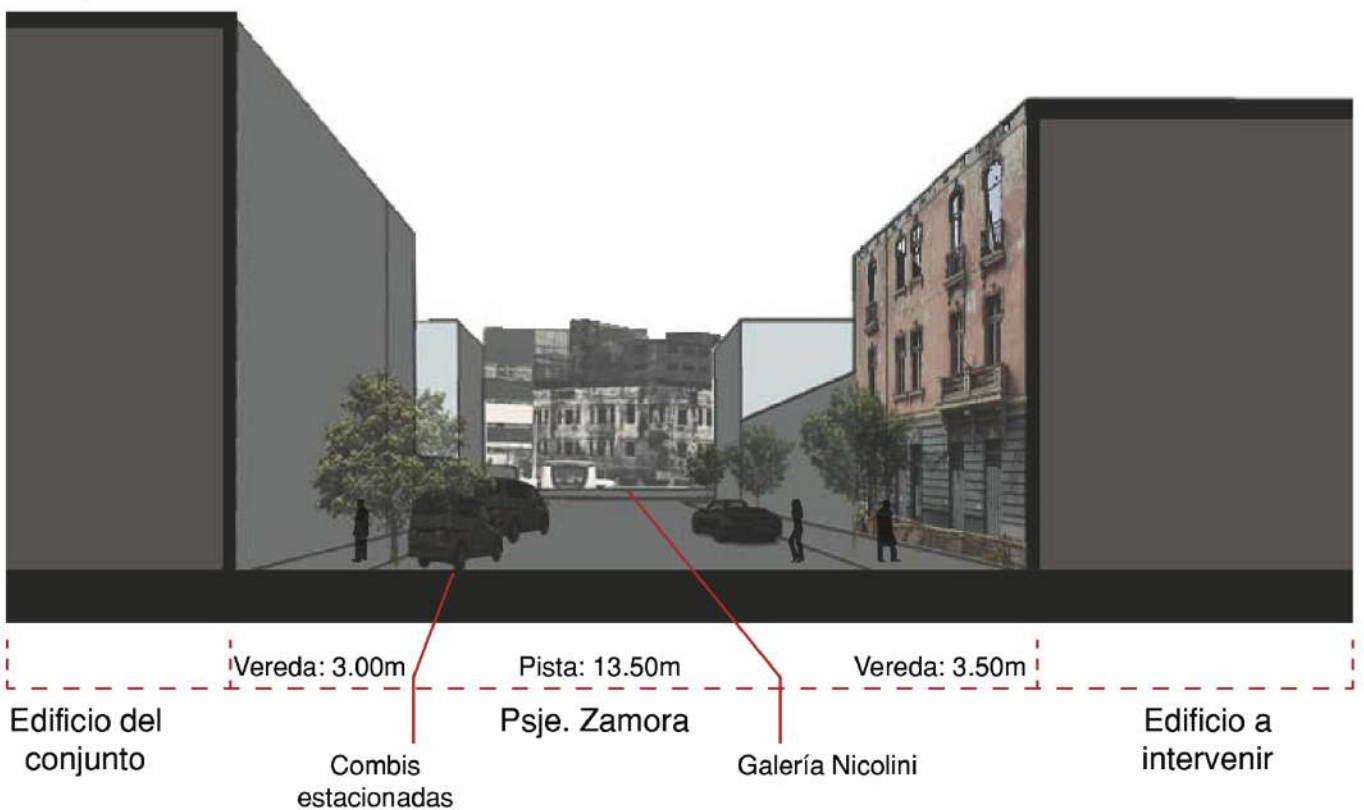 Vereda: 3.00m
Pista: 13.50m
Vereda: 3.50m
Edificio del
conjunto
Psje. Zamora
Edificio a
intervenir
Combis
estacionadas
Galería Nicolini